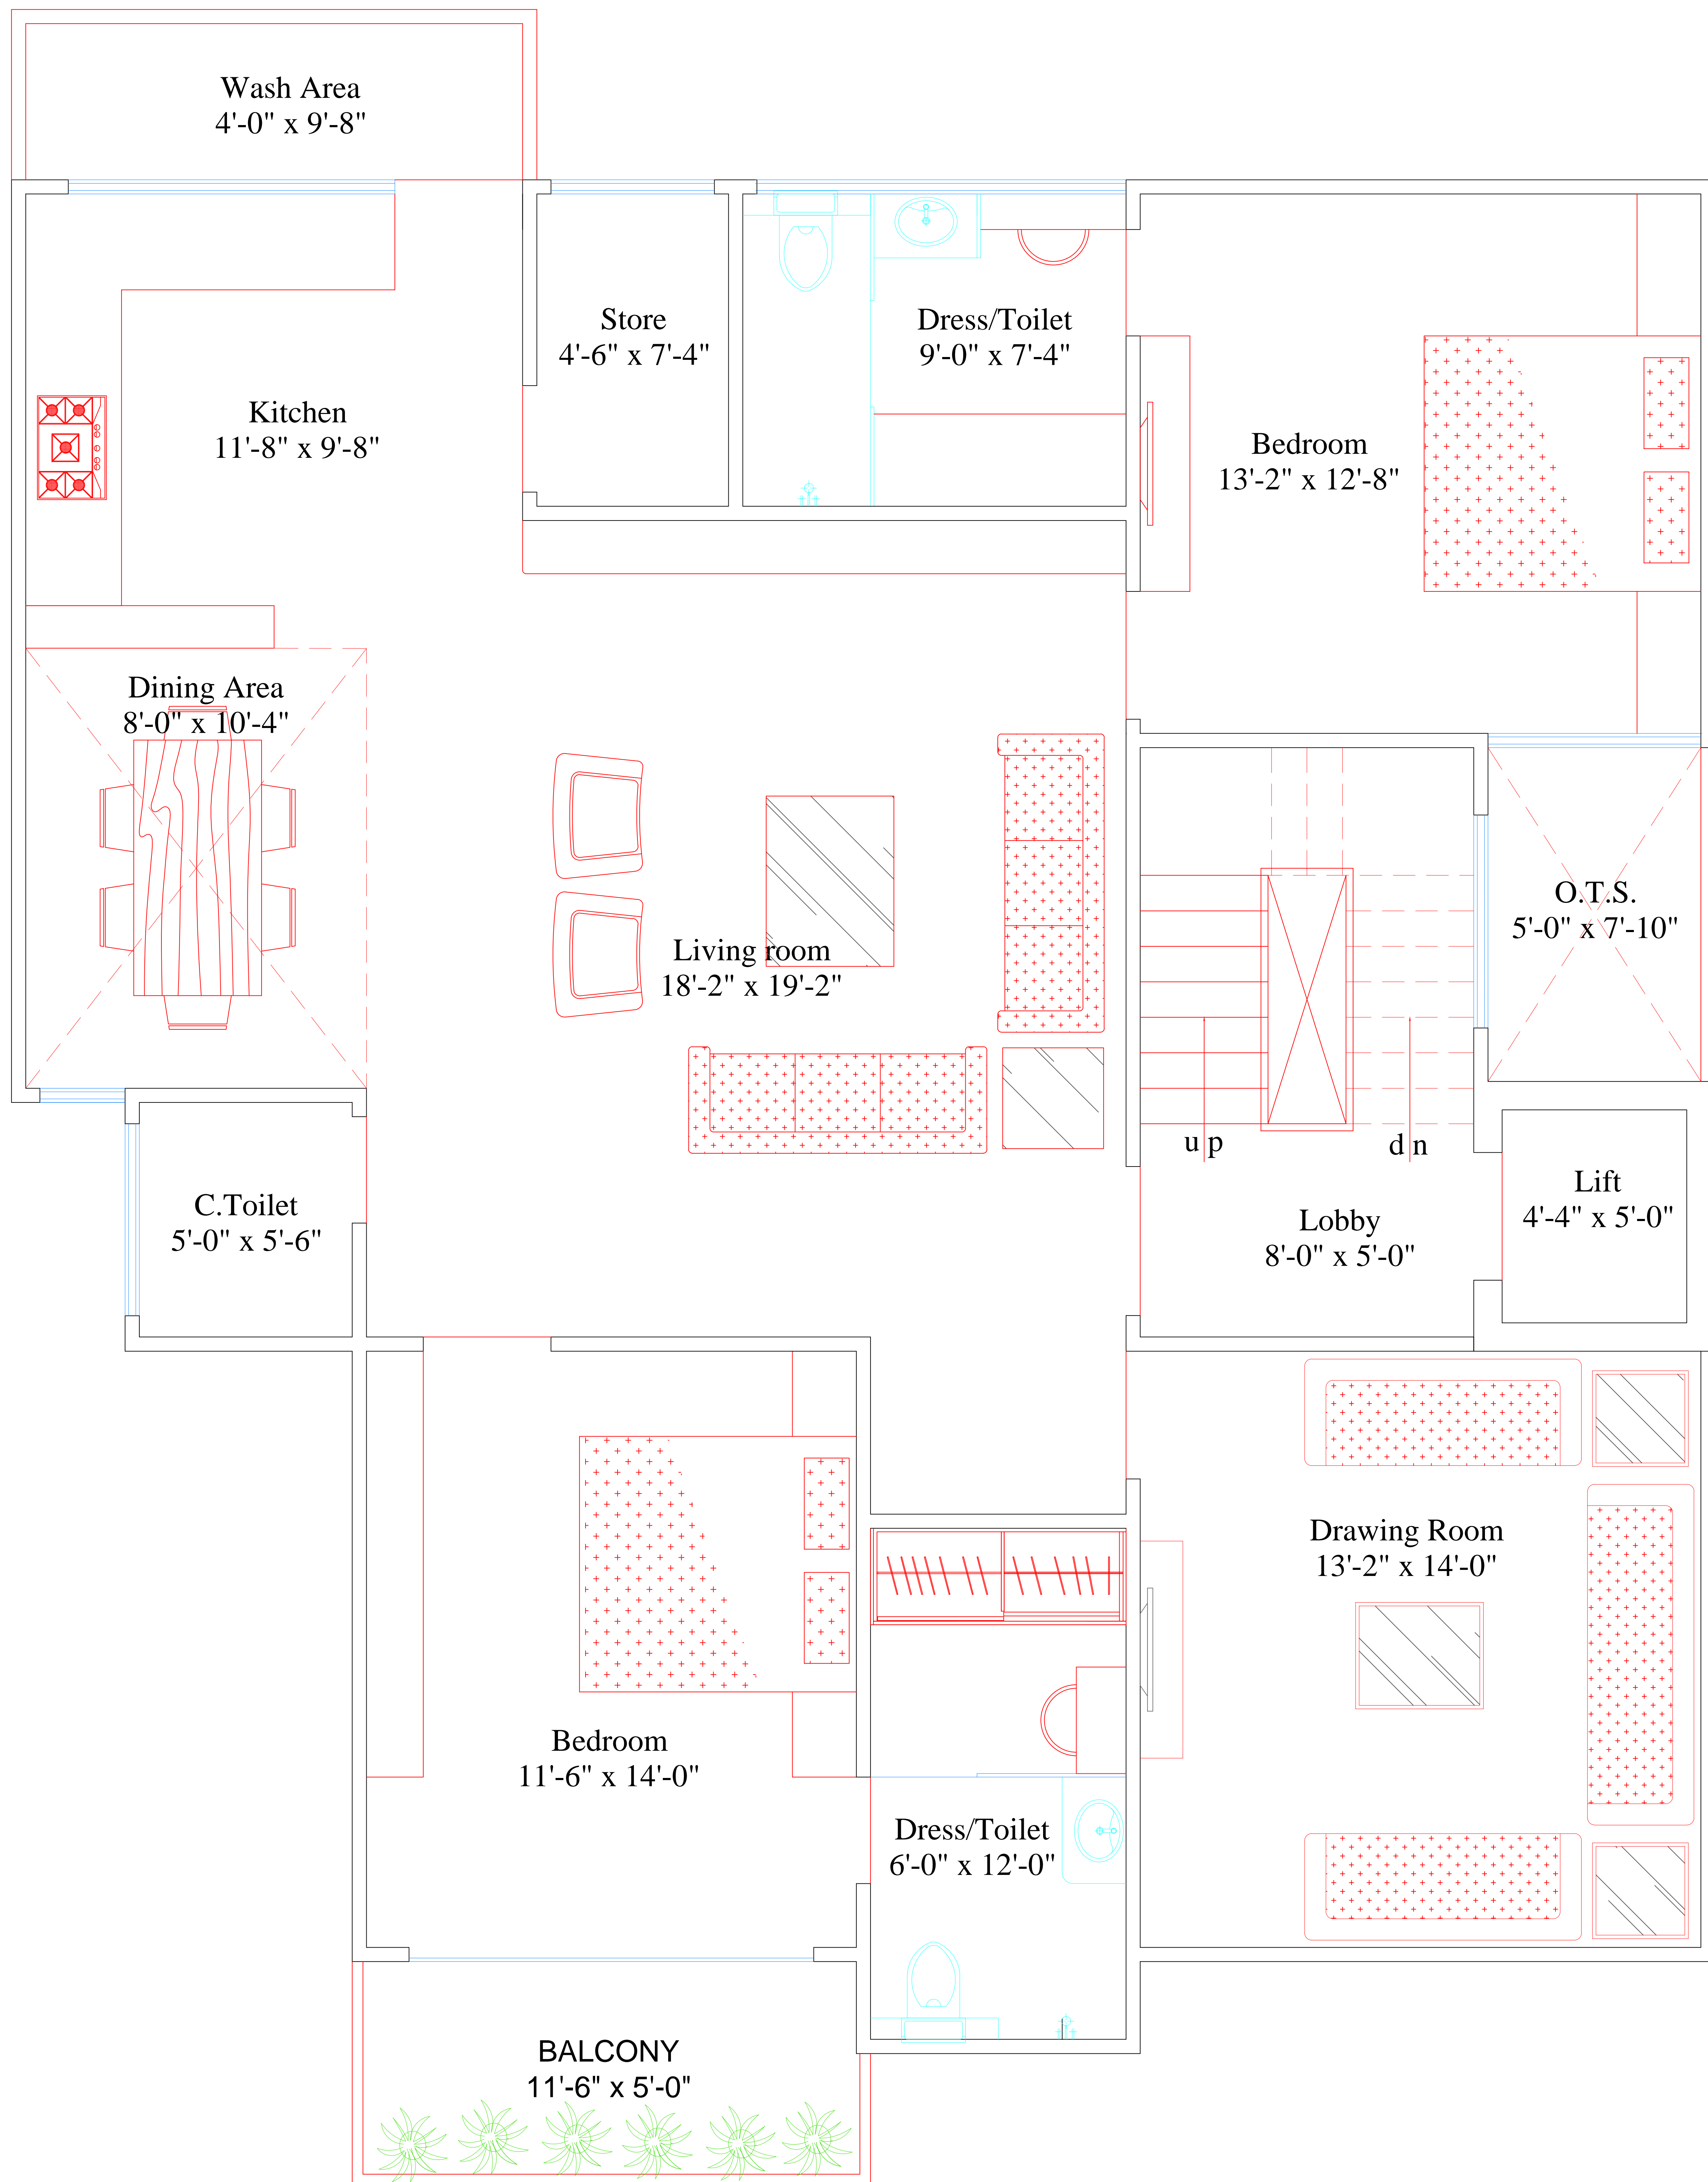 Wash Area
4'-0" x 9'-8"
Store
4'-6" x 7'-4"
Dress/Toilet
9'-0" x 7'-4"
Kitchen
11'-8" x 9'-8"
Bedroom
13'-2" x 12'-8"
Dining Area
8'-0" x 10'-4"
Living room
18'-2" x 19'-2"
O.T.S.
5'-0" x 7'-10"
up
dn
C.Toilet
5'-0" x 5'-6"
Lobby
8'-0" x 5'-0"
Lift
4'-4" x 5'-0"
Drawing Room
13'-2" x 14'-0"
Bedroom
11'-6" x 14'-0"
Dress/Toilet
6'-0" x 12'-0"
BALCONY
11'-6" x 5'-0"